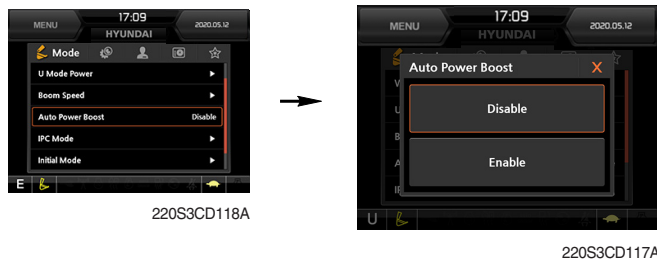 MENU
17:09
2020.05.12
HYUNDAI
Mode
U Mode Power
Boom Speed
Auto Power Boost Disable
IPC Mode
Initial Mode
E
220S3CD118A
MENU
17:09
2020.05.12
HYUNDAI
Auto Power Boost X
Disable
Enable
U
220S3CD117A